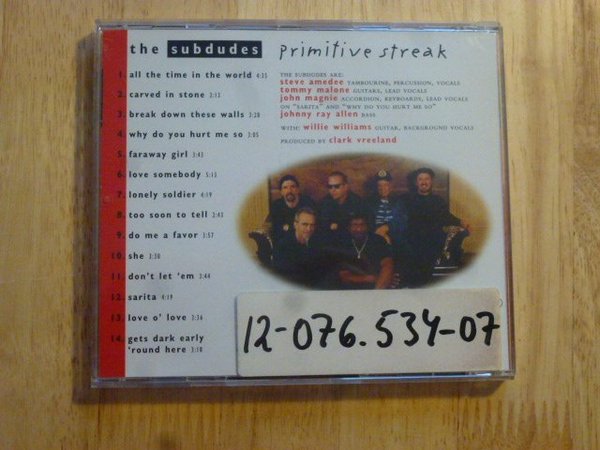 the subdudes primitive streak
1. all the time in the world 4:35
2. carved in stone 3:13
3. break down these walls 3:28
4. why do you hurt me so 3:05
5. faraway girl 3:43
6. love somebody 5:15
7. lonely soldier 4:19
8. too soon to tell 3:41
9. do me a favor 3:57
10. she 3:30
11. don't let 'em 3:44
12. sarita 4:19
13. love o' love 3:36
14. gets dark early
'round here 3:18
THE SUBDUDES ARE:
steve amedee TAMBOURINE, PERCUSSION, VOCALS
tommy malone GUITARS, LEAD VOCALS
john magnie ACCORDION, KEYBOARDS, LEAD VOCALS
ON "SARITA" AND "WHY DO YOU HURT ME SO"
johnny ray allen BASS
WITH: willie williams GUITAR, BACKGROUND VOCALS
PRODUCED BY clark vreeland
12-076.534-07